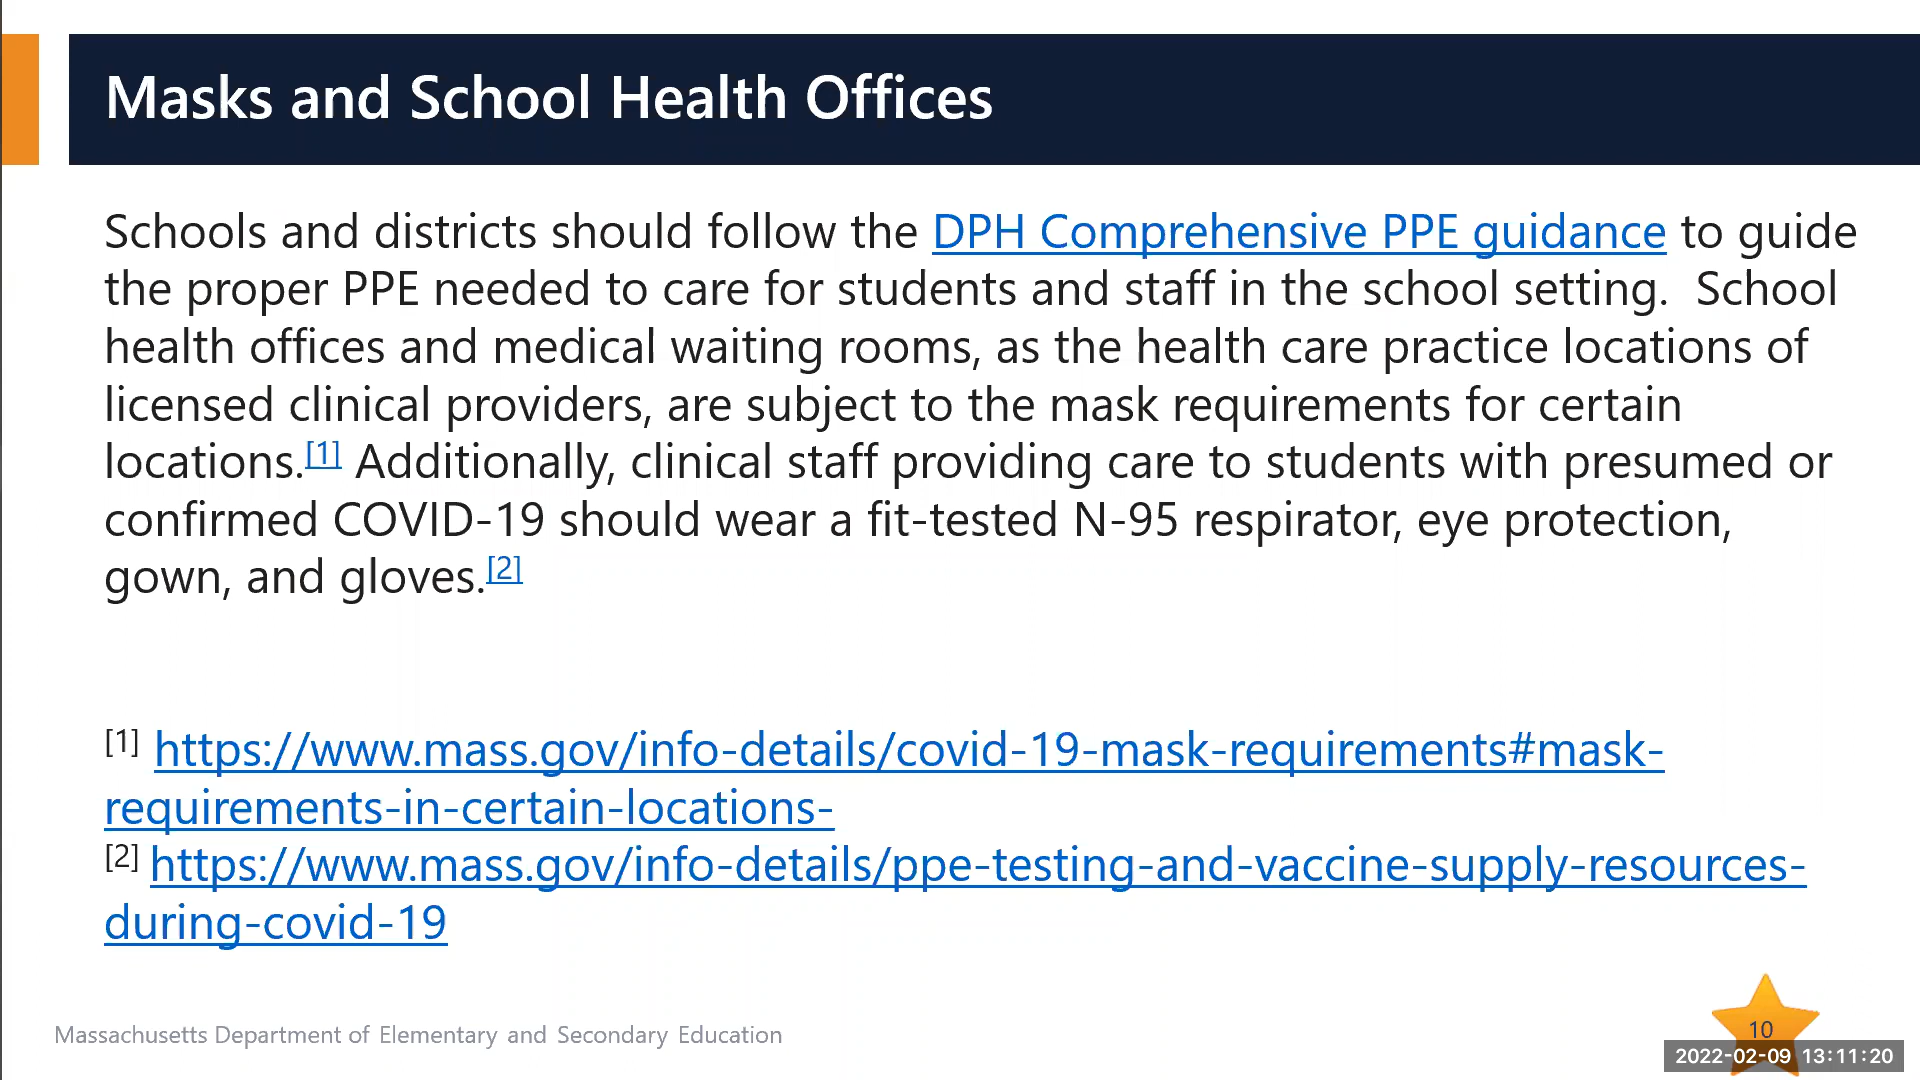 Masks and School Health Offices
Schools and districts should follow the DPH Comprehensive PPE guidance to guide
the proper PPE needed to care for students and staff in the school setting.  School
health offices and medical waiting rooms, as the health care practice locations of
licensed clinical providers, are subject to the mask requirements for certain
locations.[1] Additionally, clinical staff providing care to students with presumed or
confirmed COVID-19 should wear a fit-tested N-95 respirator, eye protection,
gown, and gloves.[2]
[1] https://www.mass.gov/info-details/covid-19-mask-requirements#mask-
requirements-in-certain-locations-
[2] https://www.mass.gov/info-details/ppe-testing-and-vaccine-supply-resources-
during-covid-19
Massachusetts Department of Elementary and Secondary Education
10
2022-02-09 13:11:20